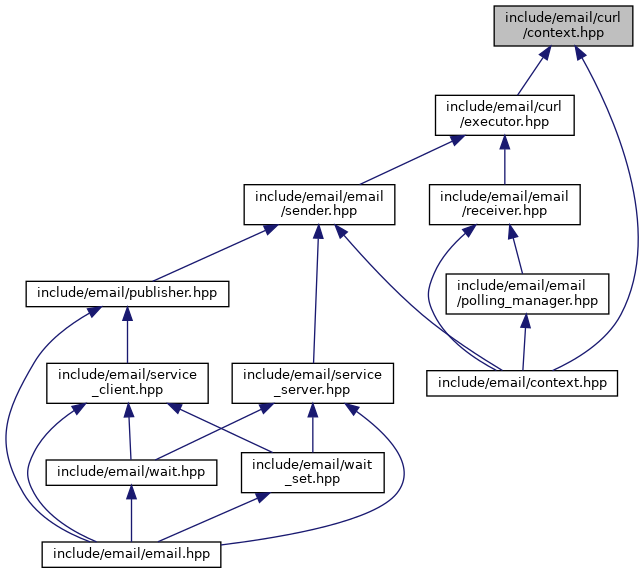 include/email/curl
/context.hpp
include/email/curl
/executor.hpp
include/email/email
/sender.hpp
include/email/email
/receiver.hpp
include/email/publisher.hpp
include/email/email
/polling_manager.hpp
include/email/service
_client.hpp
include/email/service
_server.hpp
include/email/context.hpp
include/email/wait.hpp
include/email/wait
_set.hpp
include/email/email.hpp